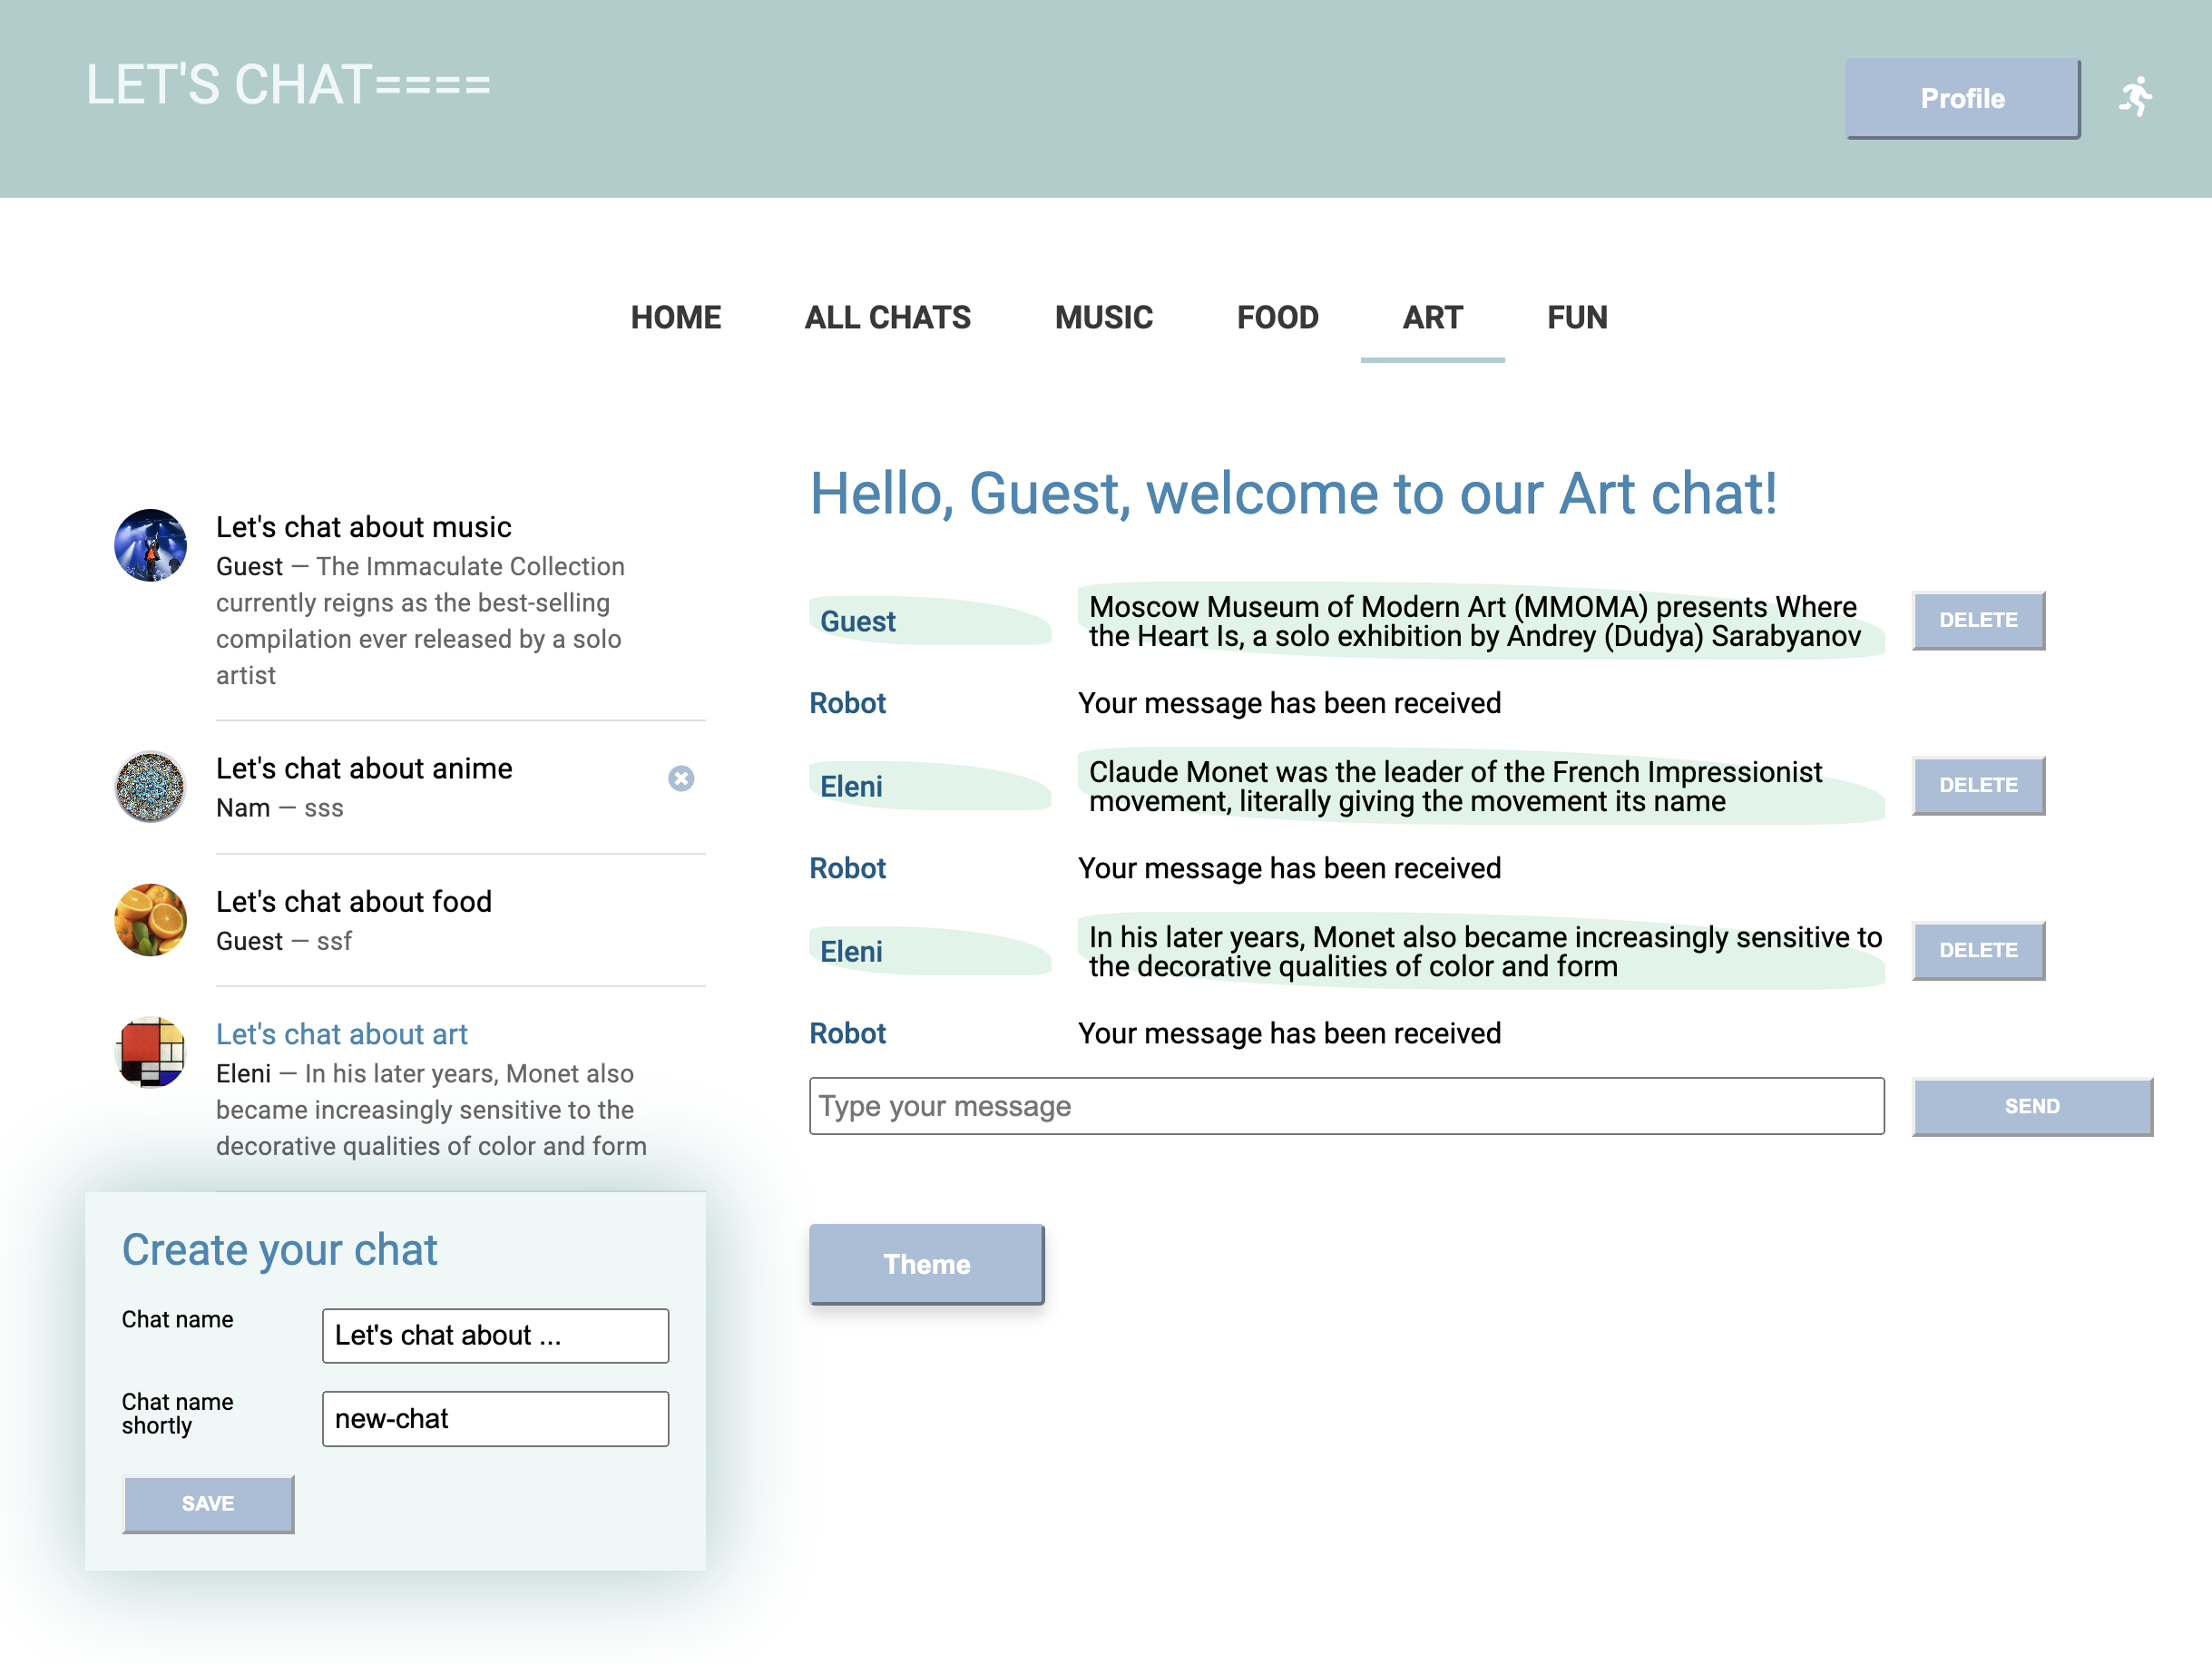 LET'S CHAT====
Profile
HOME ALL CHATS MUSIC FOOD ART FUN
Let's chat about music
Guest — The Immaculate Collection
currently reigns as the best-selling
compilation ever released by a solo
artist
Let's chat about anime
Nam — sss
Let's chat about food
Guest — ssf
Let's chat about art
Eleni — In his later years, Monet also
became increasingly sensitive to the
decorative qualities of color and form
Create your chat
Chat name
Let's chat about ...
Chat name
shortly
new-chat
SAVE
Hello, Guest, welcome to our Art chat!
Guest
Moscow Museum of Modern Art (MMOMA) presents Where
the Heart Is, a solo exhibition by Andrey (Dudya) Sarabyanov
DELETE
Robot
Your message has been received
Eleni
Claude Monet was the leader of the French Impressionist
movement, literally giving the movement its name
DELETE
Robot
Your message has been received
Eleni
In his later years, Monet also became increasingly sensitive to
the decorative qualities of color and form
DELETE
Robot
Your message has been received
Type your message
SEND
Theme